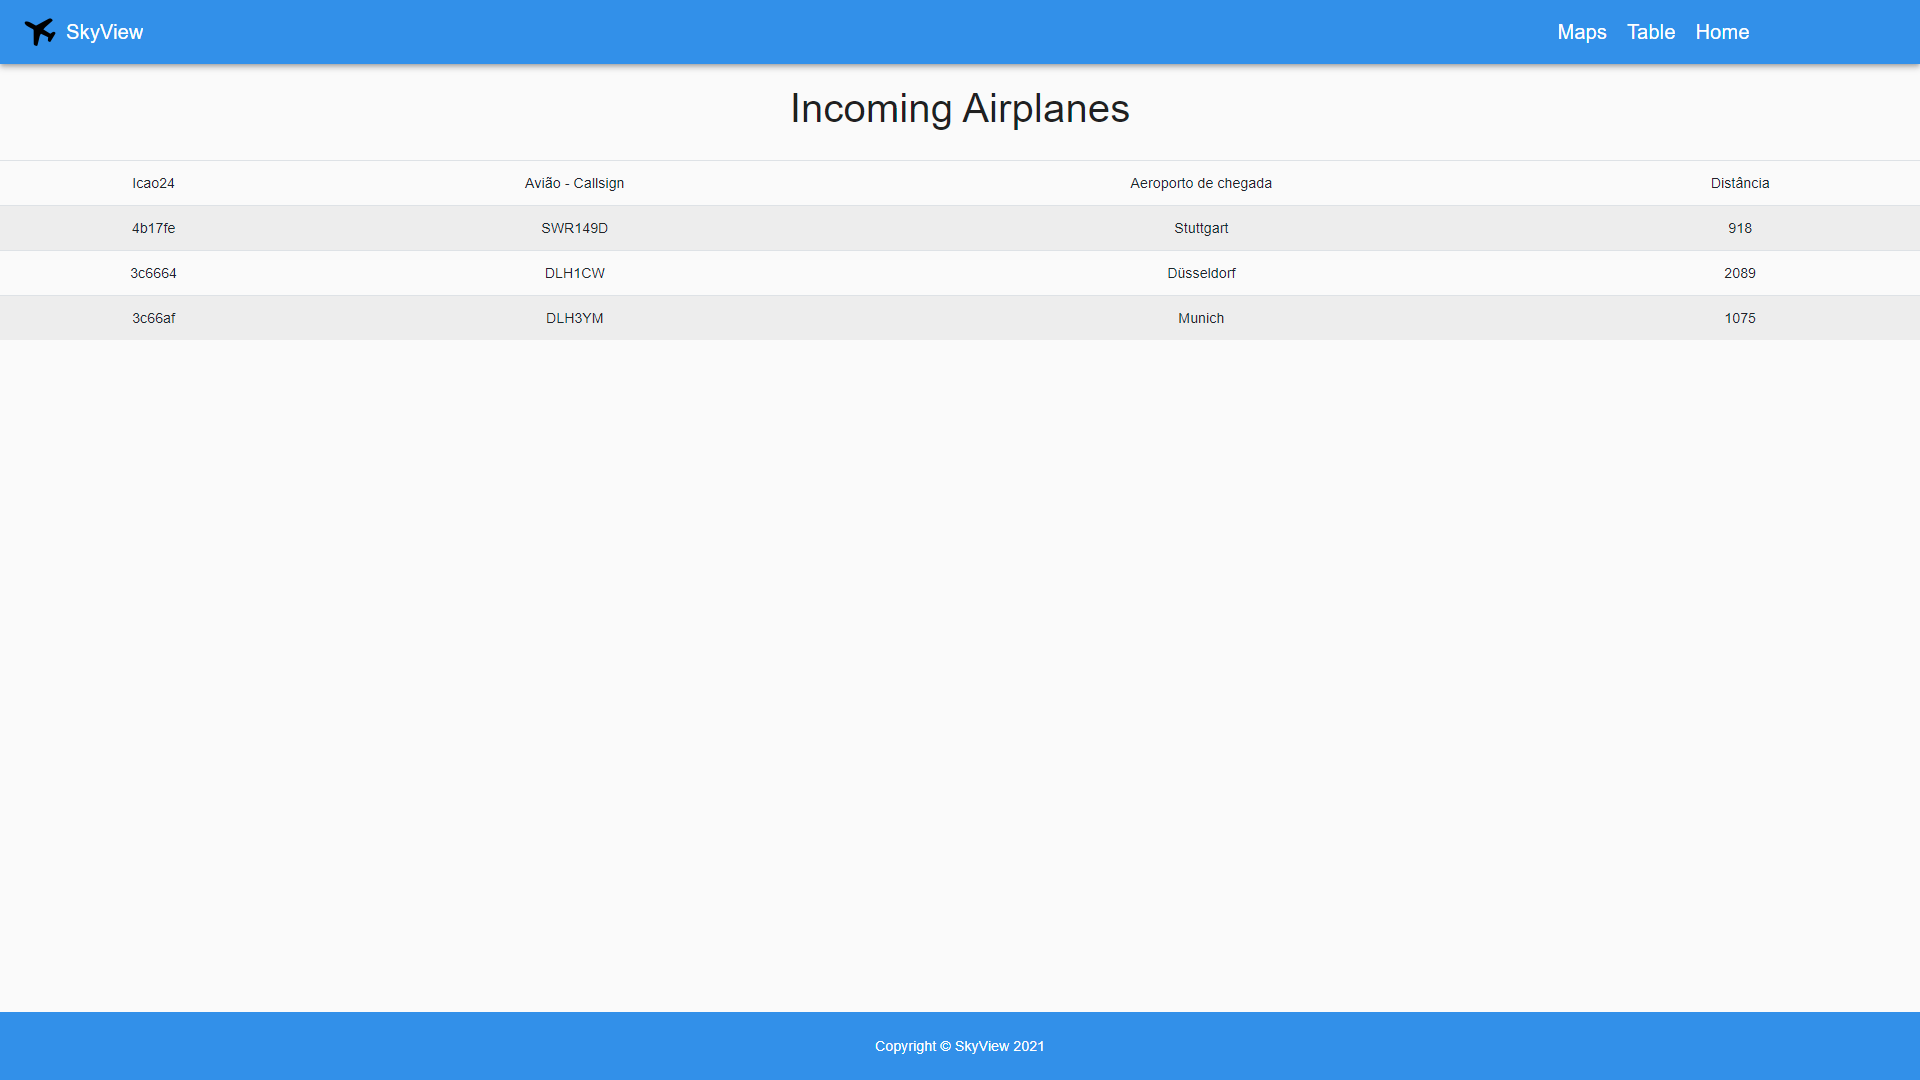 SkyView Maps Table Home
Incoming Airplanes
Icao24 Avião - Callsign Aeroporto de chegada Distância
4b17fe SWR149D Stuttgart 918
3c6664 DLH1CW Düsseldorf 2089
3c66af DLH3YM Munich 1075
Copyright © SkyView 2021